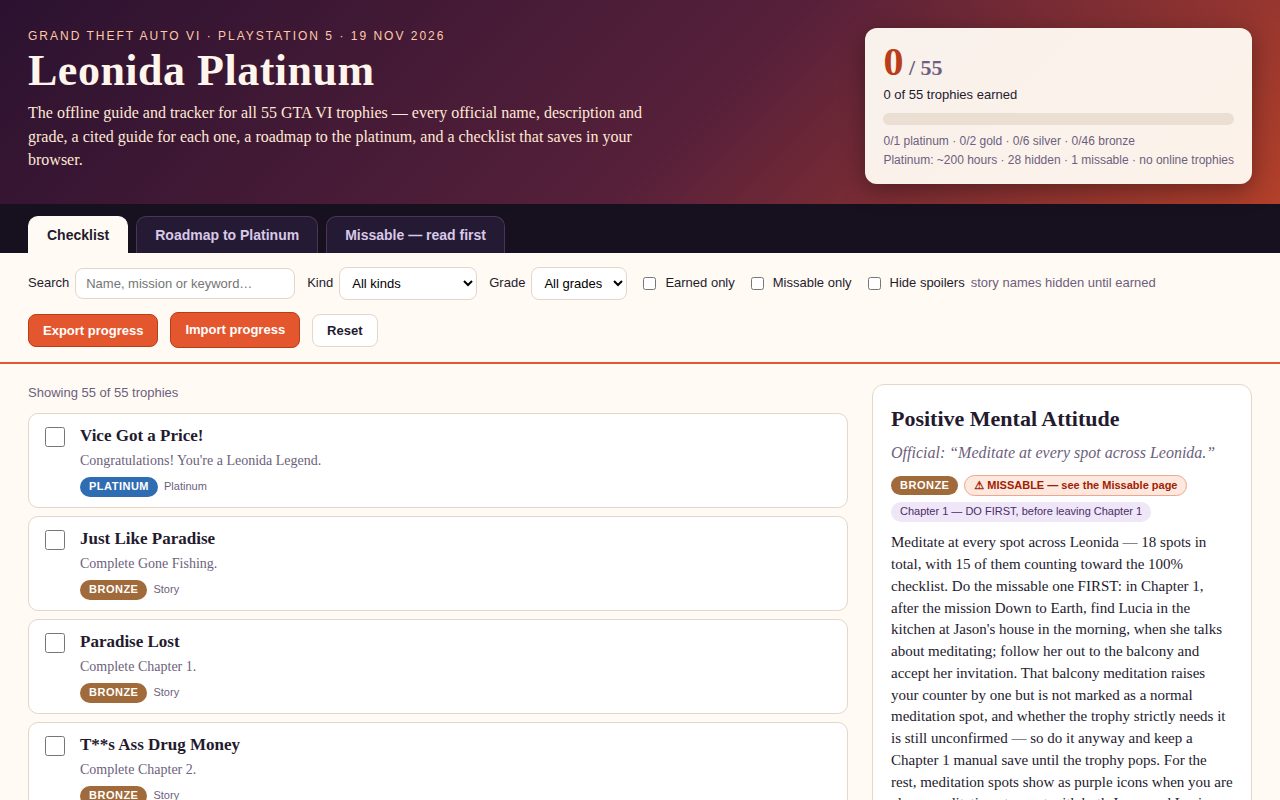 GRAND THEFT AUTO VI · PLAYSTATION 5 · 19 NOV 2026
Leonida Platinum
The offline guide and tracker for all 55 GTA VI trophies — every official name, description and
grade, a cited guide for each one, a roadmap to the platinum, and a checklist that saves in your
browser.
0 / 55
0 of 55 trophies earned
0/1 platinum · 0/2 gold · 0/6 silver · 0/46 bronze
Platinum: ~200 hours · 28 hidden · 1 missable · no online trophies
Checklist
Roadmap to Platinum
Missable — read first
Search Name, mission or keyword… Kind All kinds Grade All grades Earned only Missable only Hide spoilers story names hidden until earned
Export progress Import progress Reset
Showing 55 of 55 trophies
Vice Got a Price!
Congratulations! You're a Leonida Legend.
PLATINUM Platinum
Just Like Paradise
Complete Gone Fishing.
BRONZE Story
Paradise Lost
Complete Chapter 1.
BRONZE Story
T**s Ass Drug Money
Complete Chapter 2.
BRONZE Story
Positive Mental Attitude
Official: “Meditate at every spot across Leonida.”
BRONZE ⚠ MISSABLE — see the Missable page
Chapter 1 — DO FIRST, before leaving Chapter 1
Meditate at every spot across Leonida — 18 spots in
total, with 15 of them counting toward the 100%
checklist. Do the missable one FIRST: in Chapter 1,
after the mission Down to Earth, find Lucia in the
kitchen at Jason's house in the morning, when she talks
about meditating; follow her out to the balcony and
accept her invitation. That balcony meditation raises
your counter by one but is not marked as a normal
meditation spot, and whether the trophy strictly needs it
is still unconfirmed — so do it anyway and keep a
Chapter 1 manual save until the trophy pops. For the
rest, meditation spots show as purple icons when you are